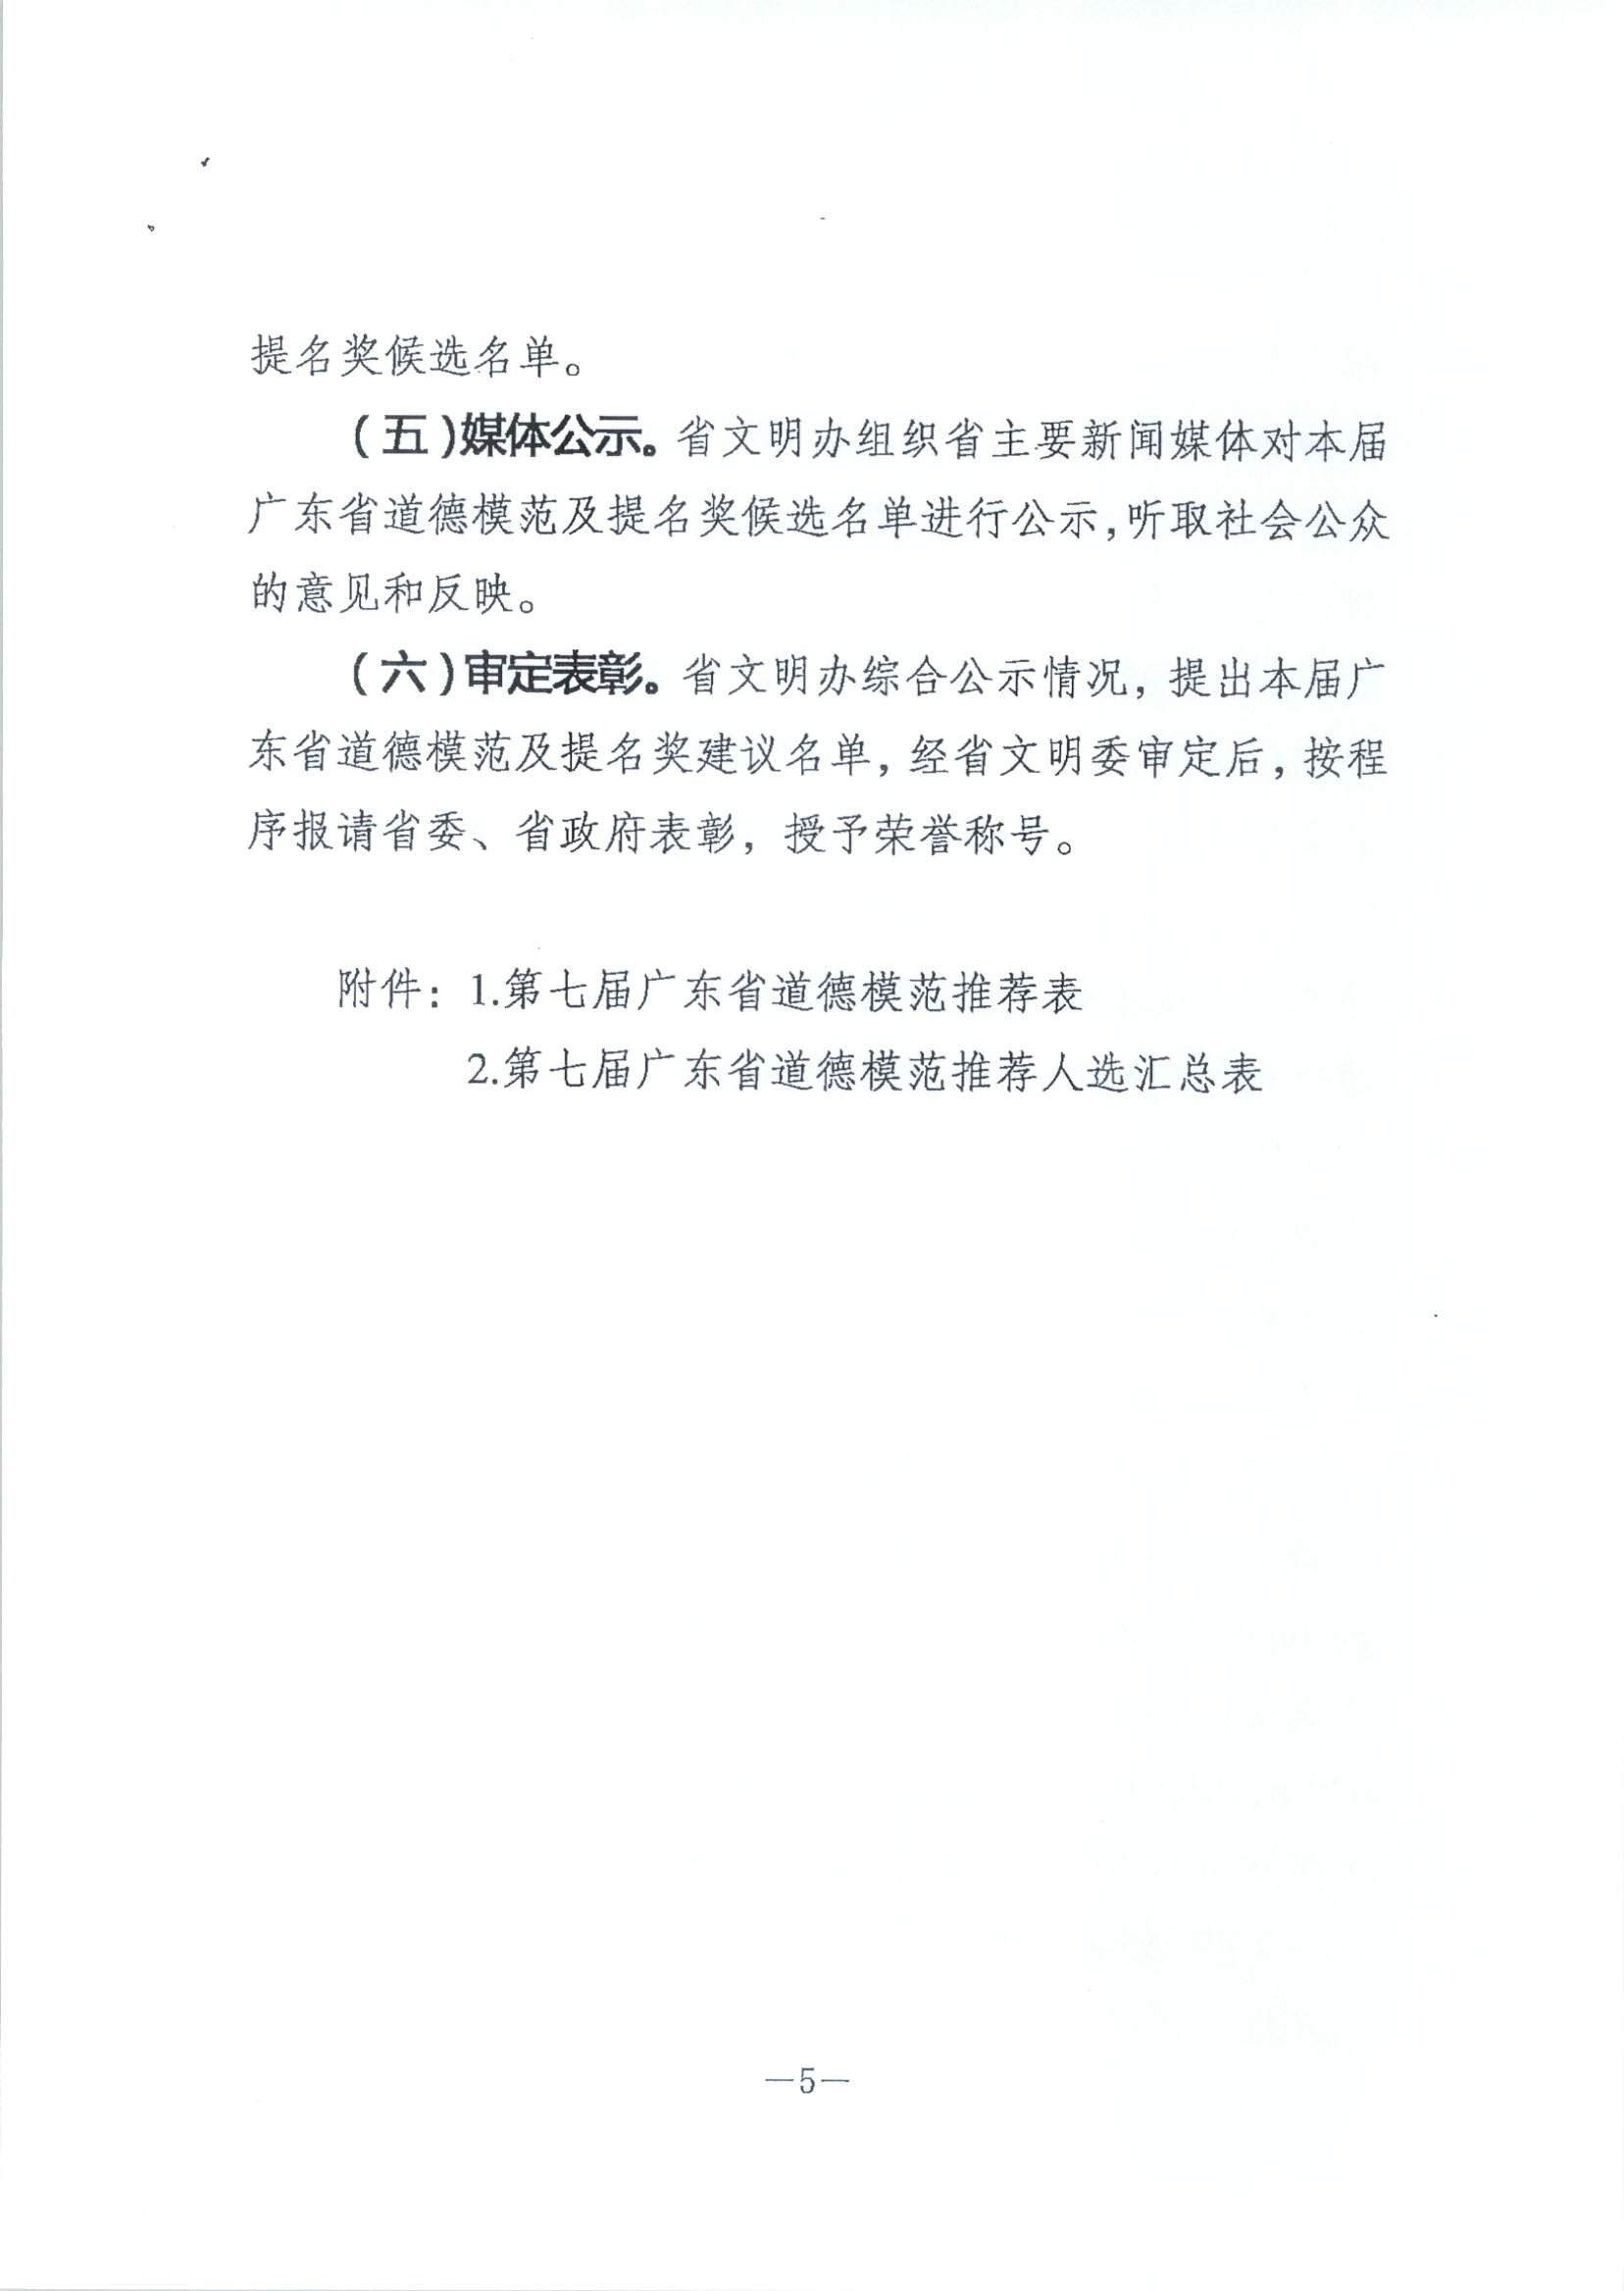 提名奖候选名单。
(五)媒体公示。省文明办组织省主要新闻媒体对本届
广东省道德模范及提名奖候选名单进行公示,听取社会公众
的意见和反映。
(六)审定表彰。省文明办综合公示情况,提出本届广
东省道德模范及提名奖建议名单,经省文明委审定后,按程
序报请省委、省政府表彰,授予荣誉称号。
附件:1.第七届广东省道德模范推荐表
2.第七届广东省道德模范推荐人选汇总表
—5—